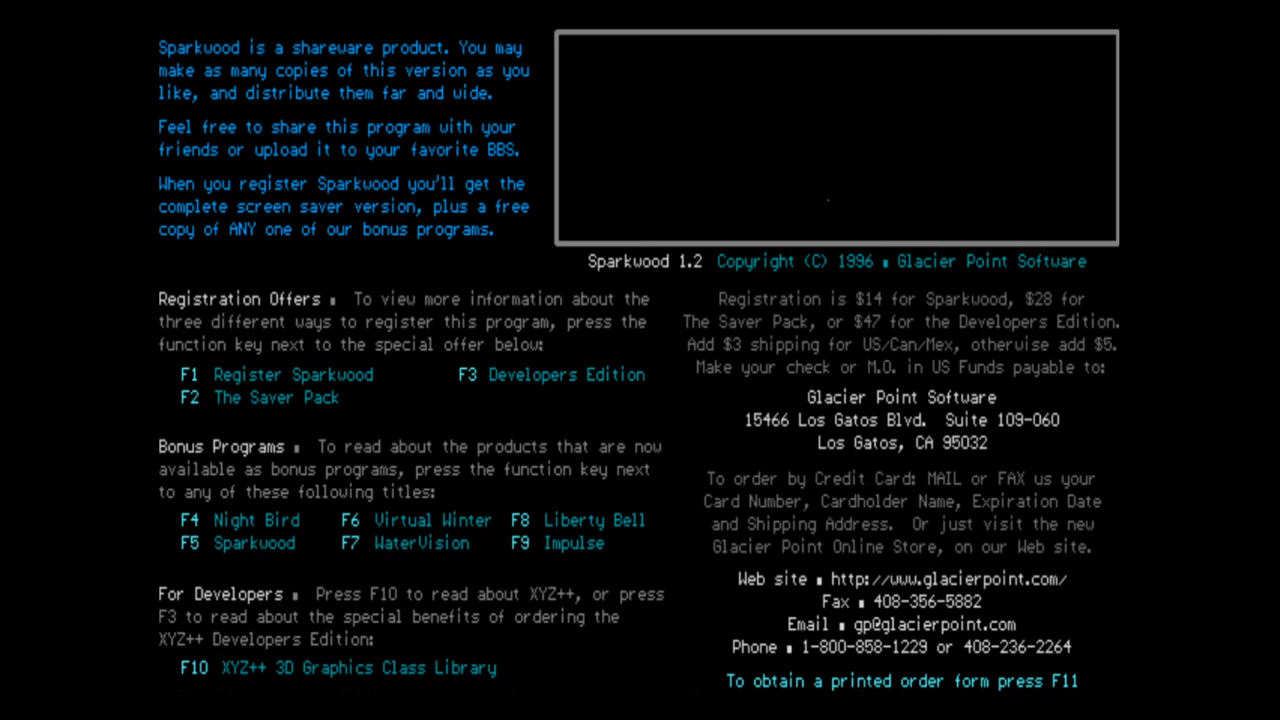 Sparkwood is a shareware product. You may
make as many copies of this version as you
like, and distribute them far and wide.
Feel free to share this program with your
friends or upload it to your favorite BBS.
When you register Sparkwood you'll get the
complete screen saver version, plus a free
copy of ANY one of our bonus programs.
Sparkwood 1.2 Copyright (C) 1996 ▪ Glacier Point Software
Registration Offers ▪ To view more information about the
three different ways to register this program, press the
function key next to the special offer below:
F1 Register Sparkwood F3 Developers Edition
F2 The Saver Pack
Bonus Programs ▪ To read about the products that are now
available as bonus programs, press the function key next
to any of these following titles:
F4 Night Bird F6 Virtual Winter F8 Liberty Bell
F5 Sparkwood F7 WaterVision F9 Impulse
For Developers ▪ Press F10 to read about XYZ++, or press
F3 to read about the special benefits of ordering the
XYZ++ Developers Edition:
F10 XYZ++ 3D Graphics Class Library
Registration is $14 for Sparkwood, $28 for
The Saver Pack, or $47 for the Developers Edition.
Add $3 shipping for US/Can/Mex, otherwise add $5.
Make your check or M.O. in US Funds payable to:
Glacier Point Software
15466 Los Gatos Blvd. Suite 109-060
Los Gatos, CA 95032
To order by Credit Card: MAIL or FAX us your
Card Number, Cardholder Name, Expiration Date
and Shipping Address. Or just visit the new
Glacier Point Online Store, on our Web site.
Web site ▪ http://www.glacierpoint.com/
Fax ▪ 408-356-5882
Email ▪ gp@glacierpoint.com
Phone ▪ 1-800-858-1229 or 408-236-2264
To obtain a printed order form press F11